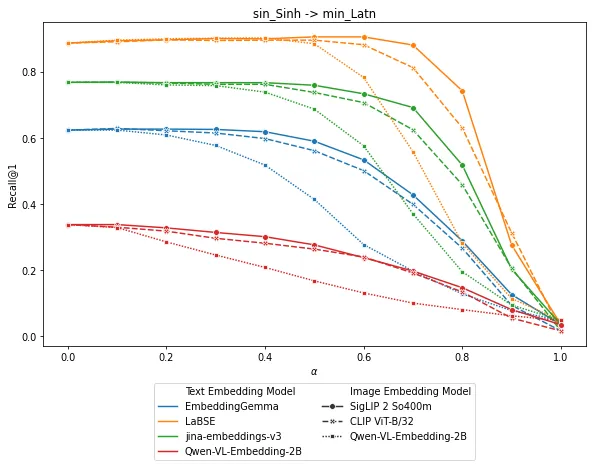 sin_Sinh -> min_Latn
Recall@1
0.8
0.6
0.4
0.2
0.0
0.0 0.2 0.4 0.6 0.8 1.0
α
Text Embedding Model
EmbeddingGemma
LaBSE
jina-embeddings-v3
Qwen-VL-Embedding-2B
Image Embedding Model
SigLIP 2 So400m
CLIP ViT-B/32
Qwen-VL-Embedding-2B